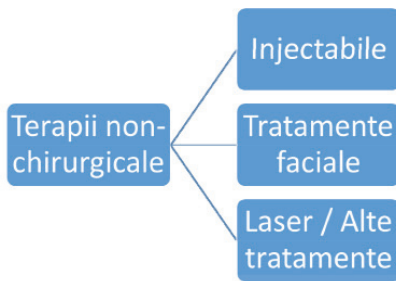 Injectabile
Terapii non-
chirurgicale
Tratamente
faciale
Laser / Alte
tratamente